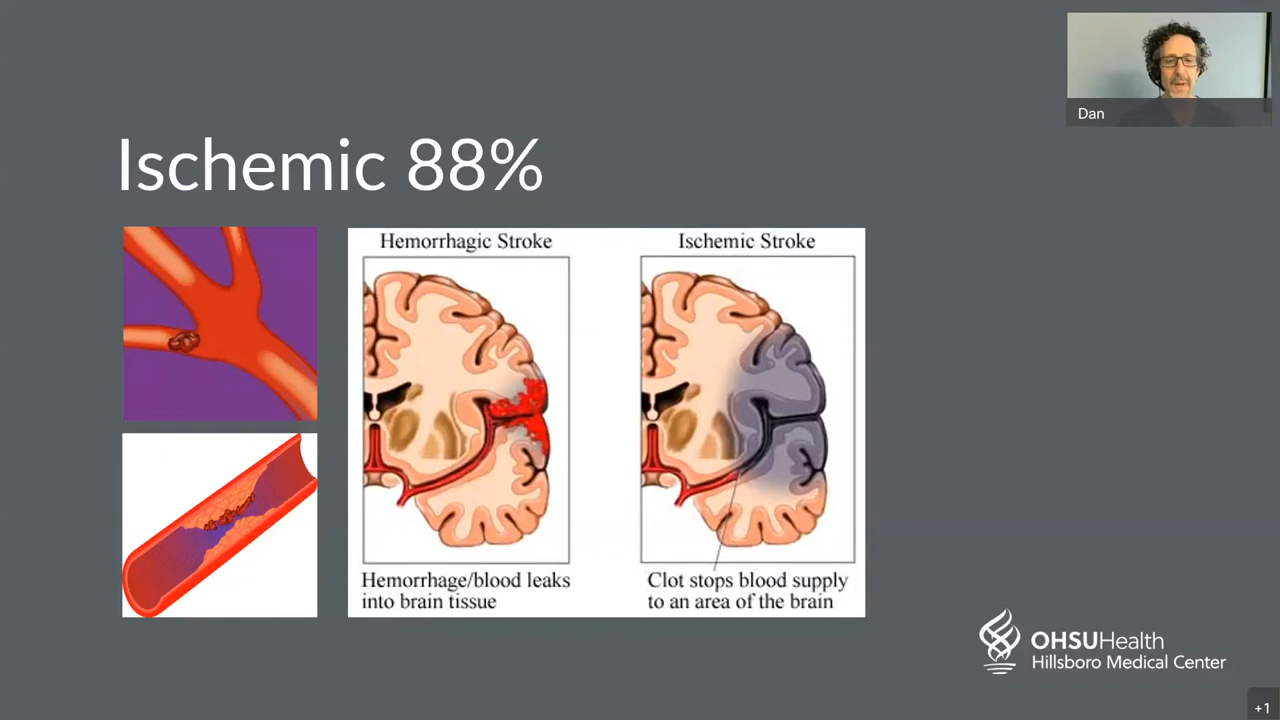 Dan
Ischemic 88%
Hemorrhagic Stroke
Ischemic Stroke
Hemorrhage/blood leaks
into brain tissue
Clot stops blood supply
to an area of the brain
OHSUHealth
Hillsboro Medical Center
+1